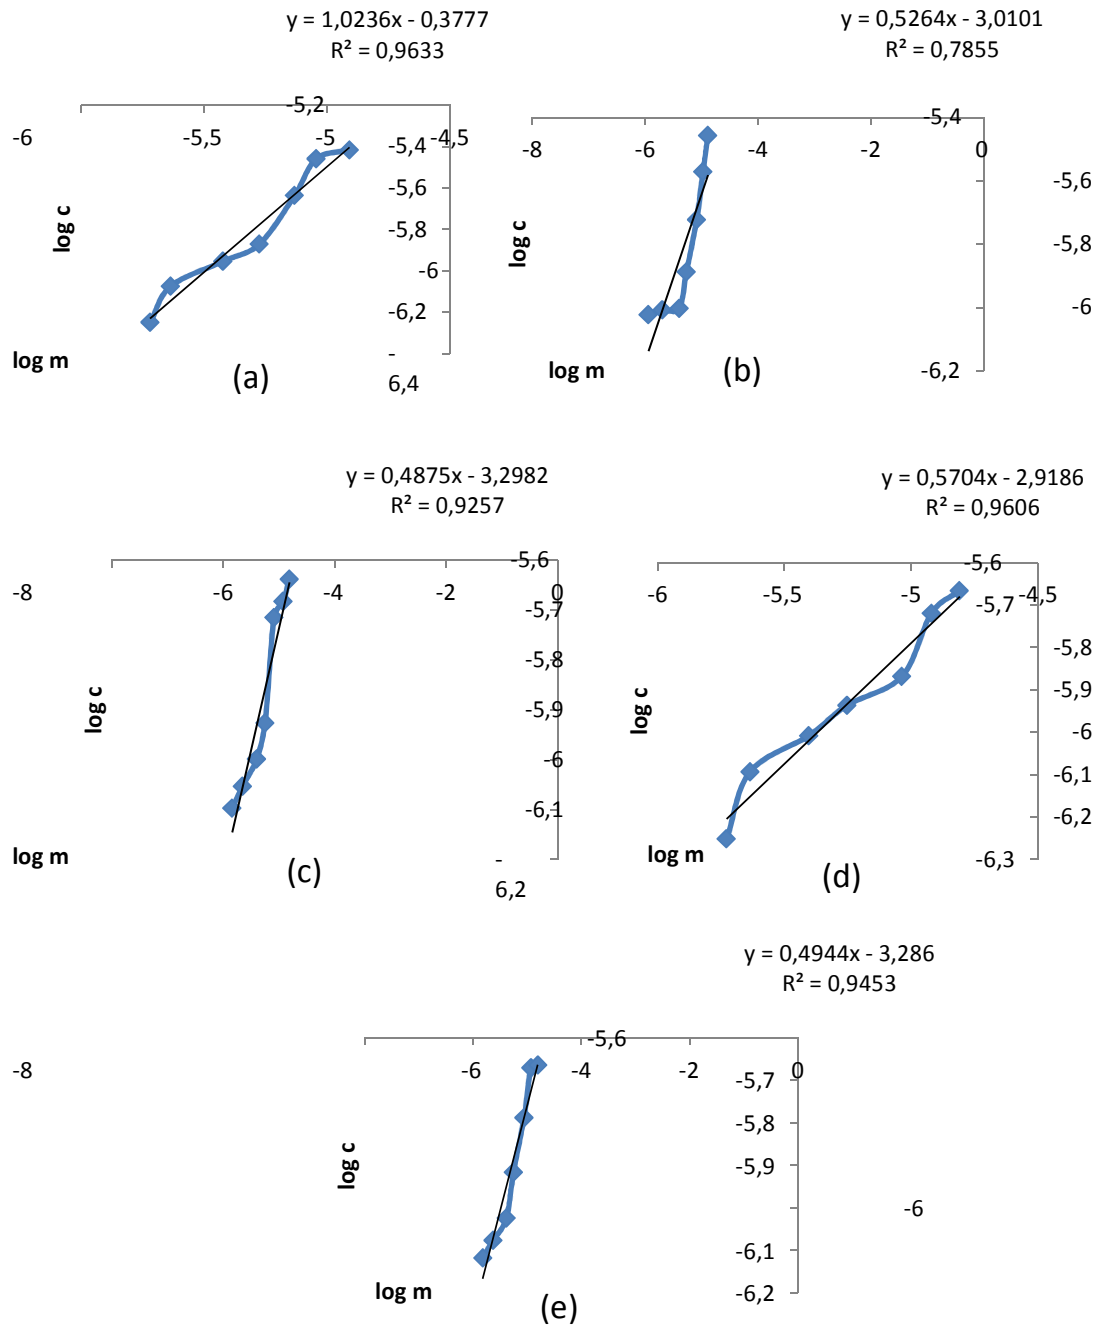 y = 1,0236x - 0,3777
R² = 0,9633
-5,2
-6
-5,5
-5
-4,5
-5,4
-5,6
-5,8
-6
-6,2
-
6,4
log c
log m
(a)
y = 0,5264x - 3,0101
R² = 0,7855
-5,4
-8
-6
-4
-2
0
-5,6
-5,8
-6
-6,2
log c
log m
(b)
y = 0,4875x - 3,2982
R² = 0,9257
-5,6
-8
-6
-4
-2
0
-5,7
-5,8
-5,9
-6
-6,1
-
6,2
log c
log m
(c)
y = 0,5704x - 2,9186
R² = 0,9606
-5,6
-6
-5,5
-5
-4,5
-5,7
-5,8
-5,9
-6
-6,1
-6,2
-6,3
log c
log m
(d)
y = 0,4944x - 3,286
R² = 0,9453
-5,6
-8
-6
-4
-2
0
-5,7
-5,8
-5,9
-6
-6,1
-6,2
log c
log m
(e)